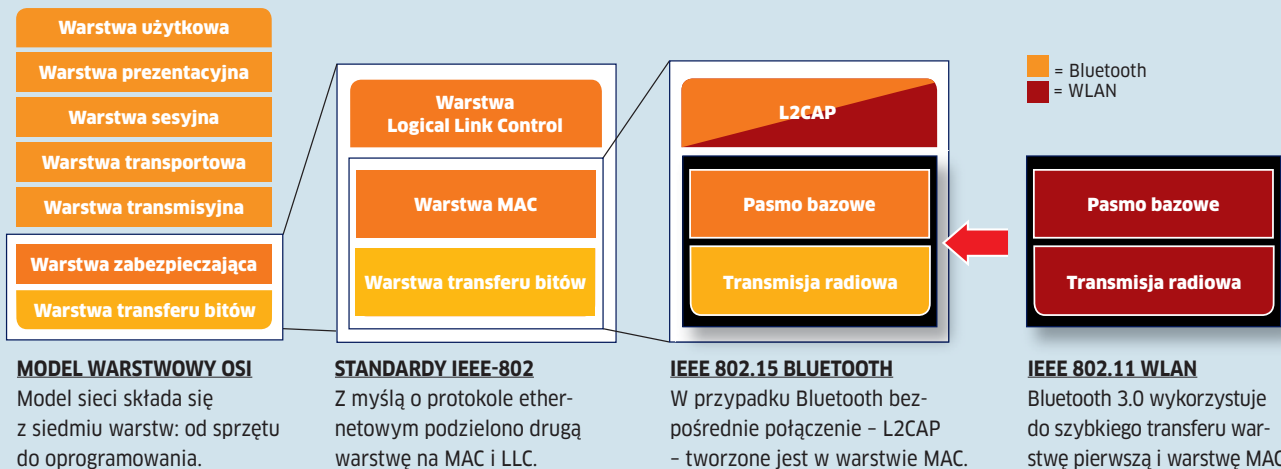 Warstwa użytkowa
Warstwa prezentacyjna
Warstwa sesyjna
Warstwa transportowa
Warstwa transmisyjna
Warstwa zabezpieczająca
Warstwa transferu bitów
MODEL WARSTWOWY OSI
Model sieci składa się
z siedmiu warstw: od sprzętu
do oprogramowania.
Warstwa
Logical Link Control
Warstwa MAC
Warstwa transferu bitów
STANDARDY IEEE-802
Z myślą o protokole ether-
netowym podzielono drugą
warstwę na MAC i LLC.
L2CAP
Pasmo bazowe
Transmisja radiowa
IEEE 802.15 BLUETOOTH
W przypadku Bluetooth bez-
pośrednie połączenie – L2CAP
– tworzone jest w warstwie MAC.
= Bluetooth
= WLAN
Pasmo bazowe
Transmisja radiowa
IEEE 802.11 WLAN
Bluetooth 3.0 wykorzystuje
do szybkiego transferu war-
stwę pierwszą i warstwę MAC